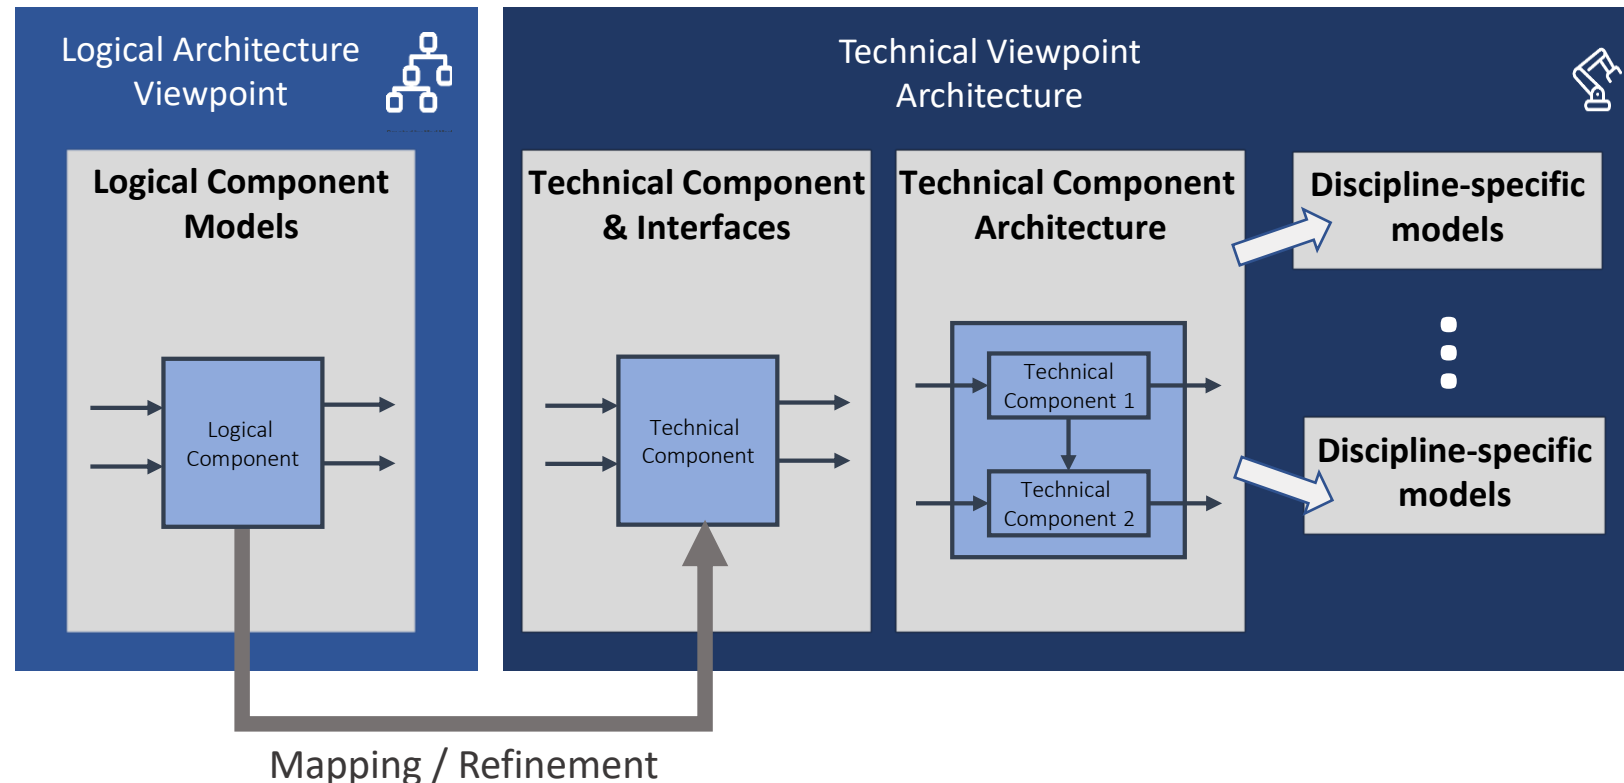 Logical Architecture
Viewpoint
Technical Viewpoint
Architecture
Logical Component
Models
Logical
Component
Technical Component
& Interfaces
Technical
Component
Technical Component
Architecture
Technical
Component 1
Technical
Component 2
Discipline-specific
models
Discipline-specific
models
Mapping / Refinement